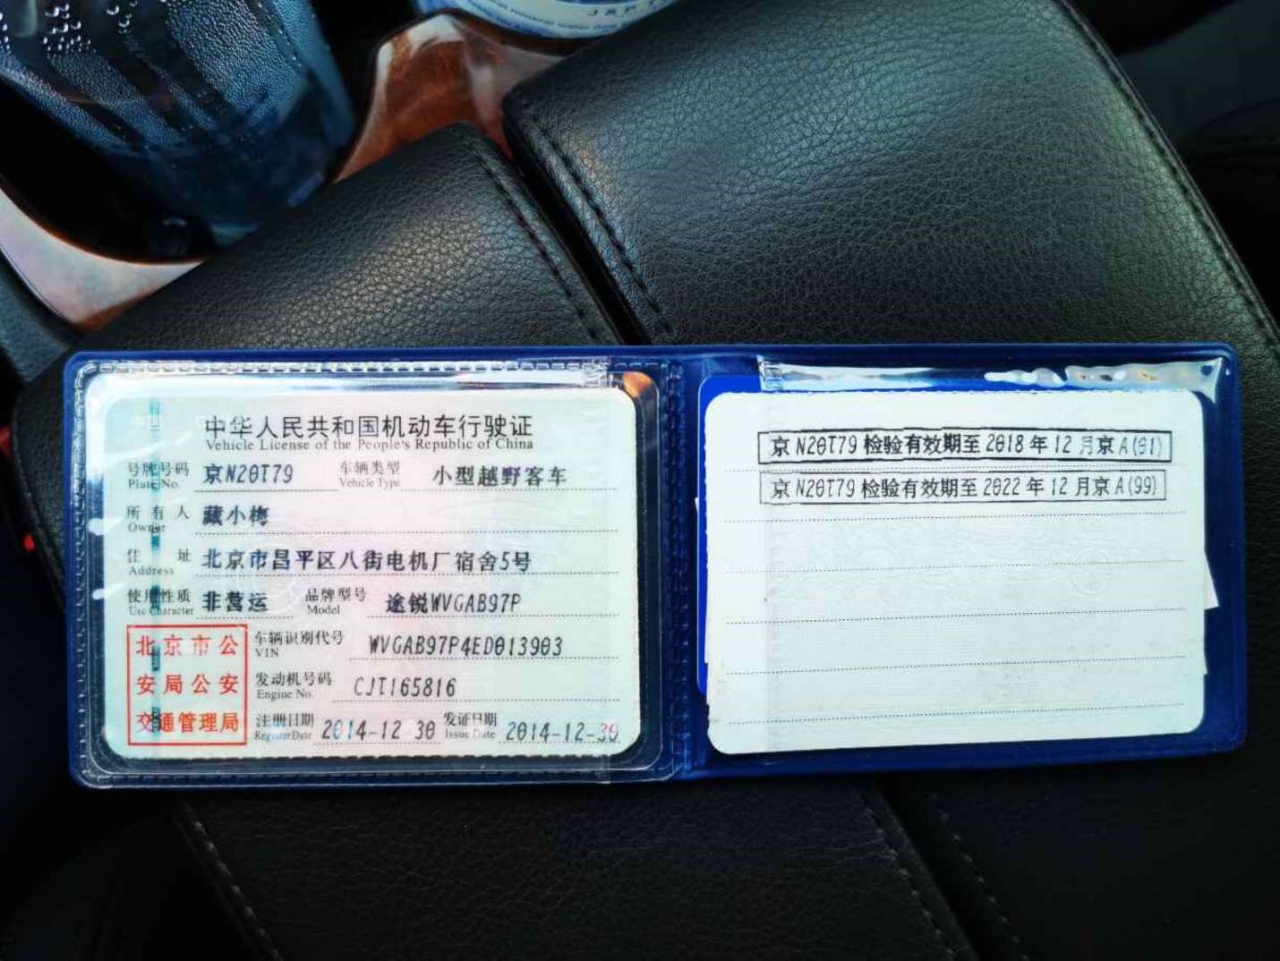 中华人民共和国机动车行驶证
Vehicle License of the People's Republic of China
号牌号码 京N20T79 车辆类型 小型越野客车
Plate No. Vehicle Type
所有人 藏小梅
Owner
住址 北京市昌平区八街电机厂宿舍5号
Address
使用性质 非营运 品牌型号 途锐WVGAB97P
Use Character Model
北京市公
安局公安
交通管理局
车辆识别代号 WVGAB97P4ED013903
VIN
发动机号码 CJT165816
Engine No.
注册日期 2014-12-30 发证日期 2014-12-30
Register Date Issue Date
京N20T79检验有效期至2018年12月京A(91)
京N20T79检验有效期至2022年12月京A(99)